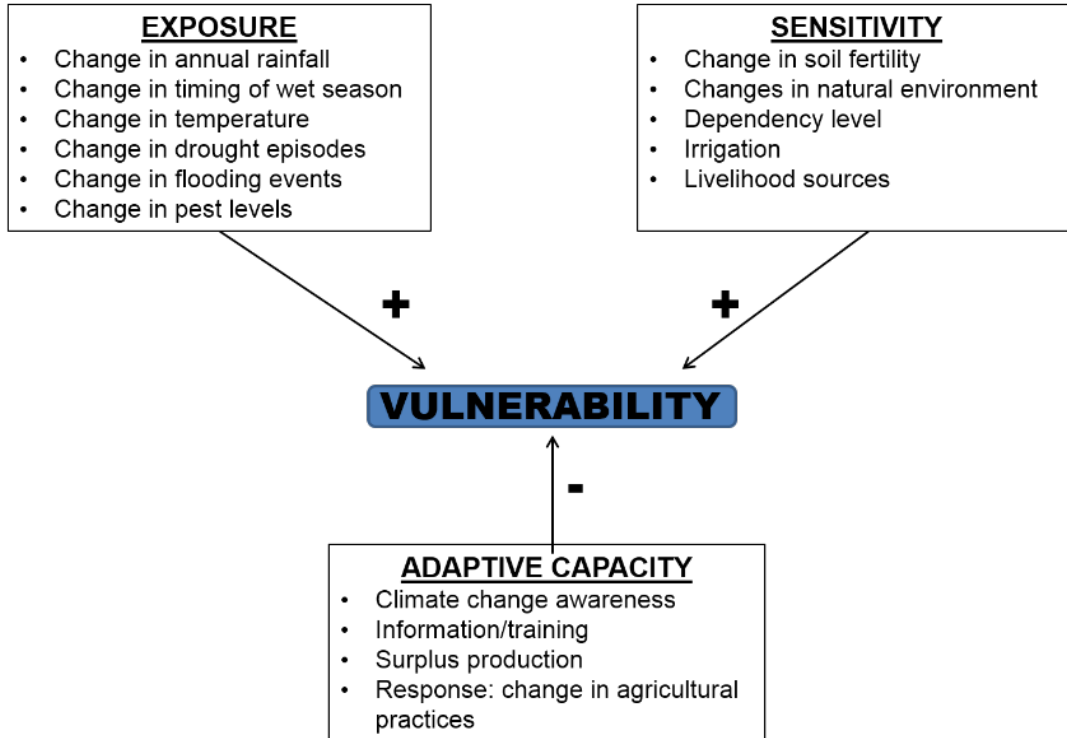 EXPOSURE
• Change in annual rainfall
• Change in timing of wet season
• Change in temperature
• Change in drought episodes
• Change in flooding events
• Change in pest levels
SENSITIVITY
• Change in soil fertility
• Changes in natural environment
• Dependency level
• Irrigation
• Livelihood sources
+
+
VULNERABILITY
-
ADAPTIVE CAPACITY
• Climate change awareness
• Information/training
• Surplus production
• Response: change in agricultural
practices